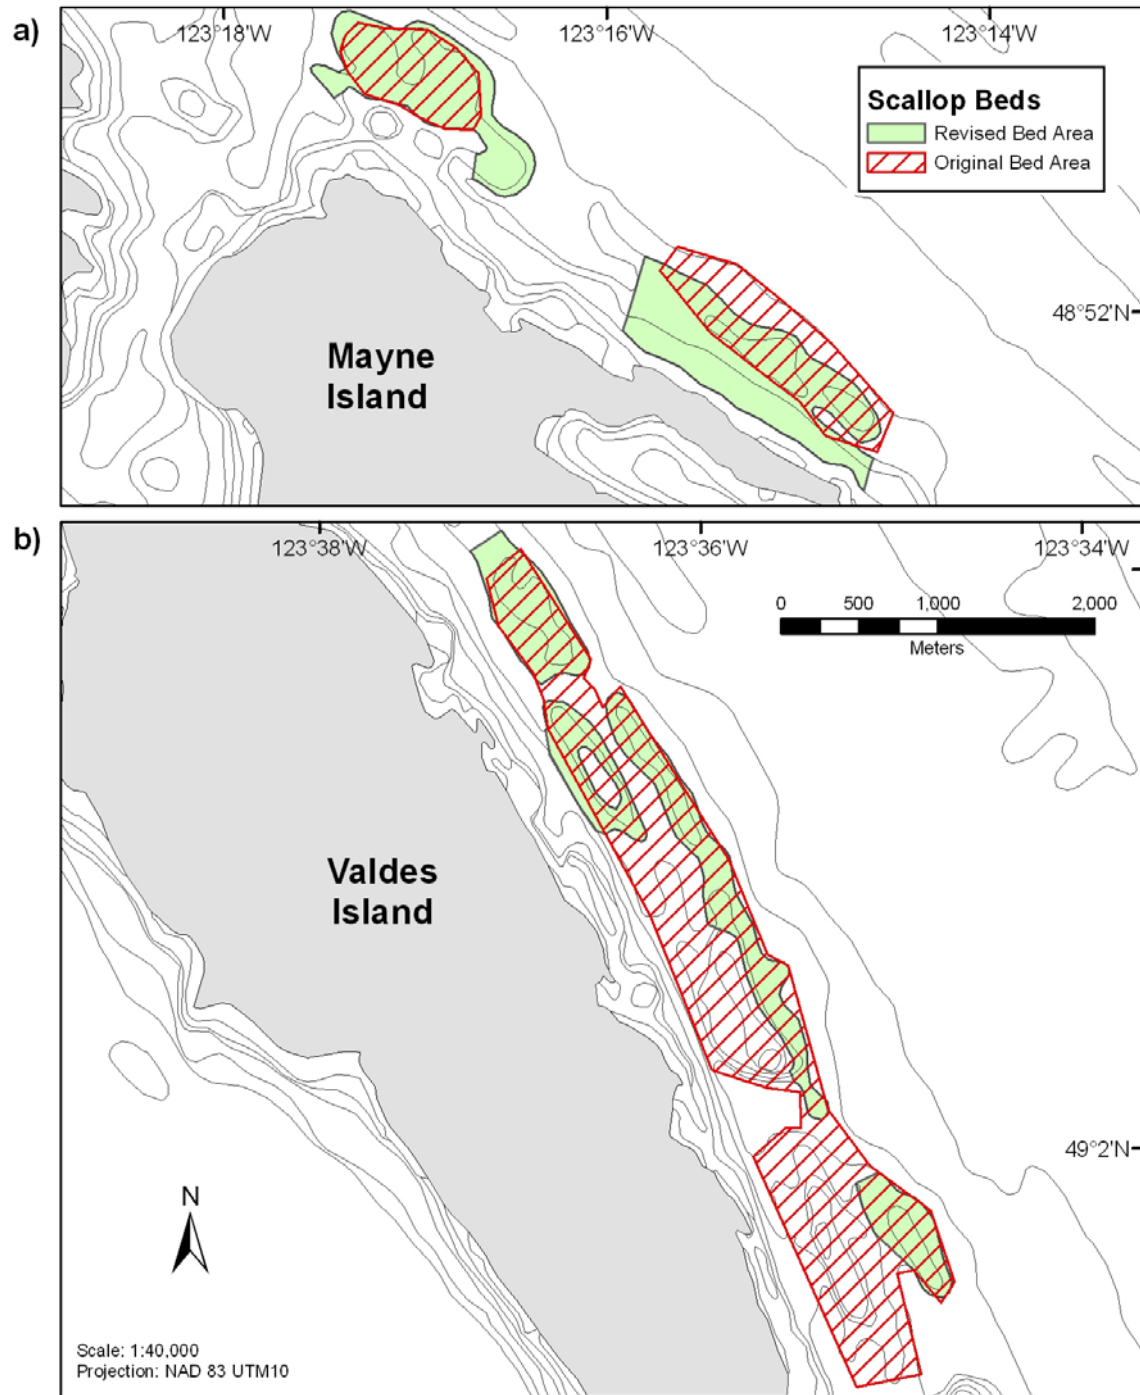 a)
123°18'W
123°16'W
123°14'W
Scallop Beds
Revised Bed Area
Original Bed Area
48°52'N
Mayne
Island
b)
123°38'W
123°36'W
123°34'W
0 500 1,000 2,000
Meters
Valdes
Island
49°2'N
N
Scale: 1:40,000
Projection: NAD 83 UTM10